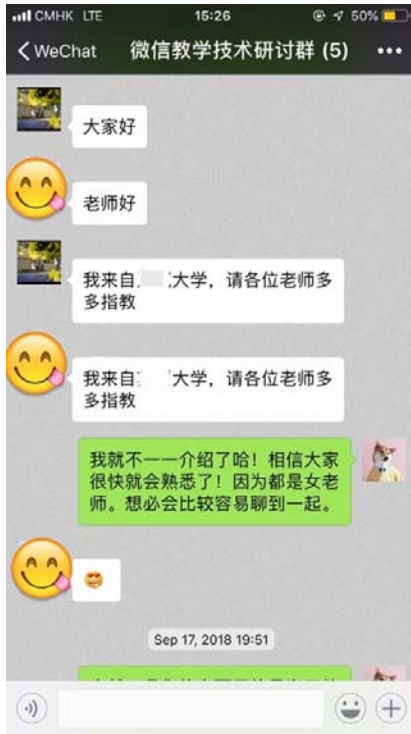 CMHK LTE 15:26 50%
WeChat 微信教学技术研讨群 (5)
大家好
老师好
我来自 大学，请各位老师多
多指教
我来自 大学，请各位老师多
多指教
我就不一一介绍了哈！相信大家
很快就会熟悉了！因为都是女老
师。想必会比较容易聊到一起。
Sep 17, 2018 19:51